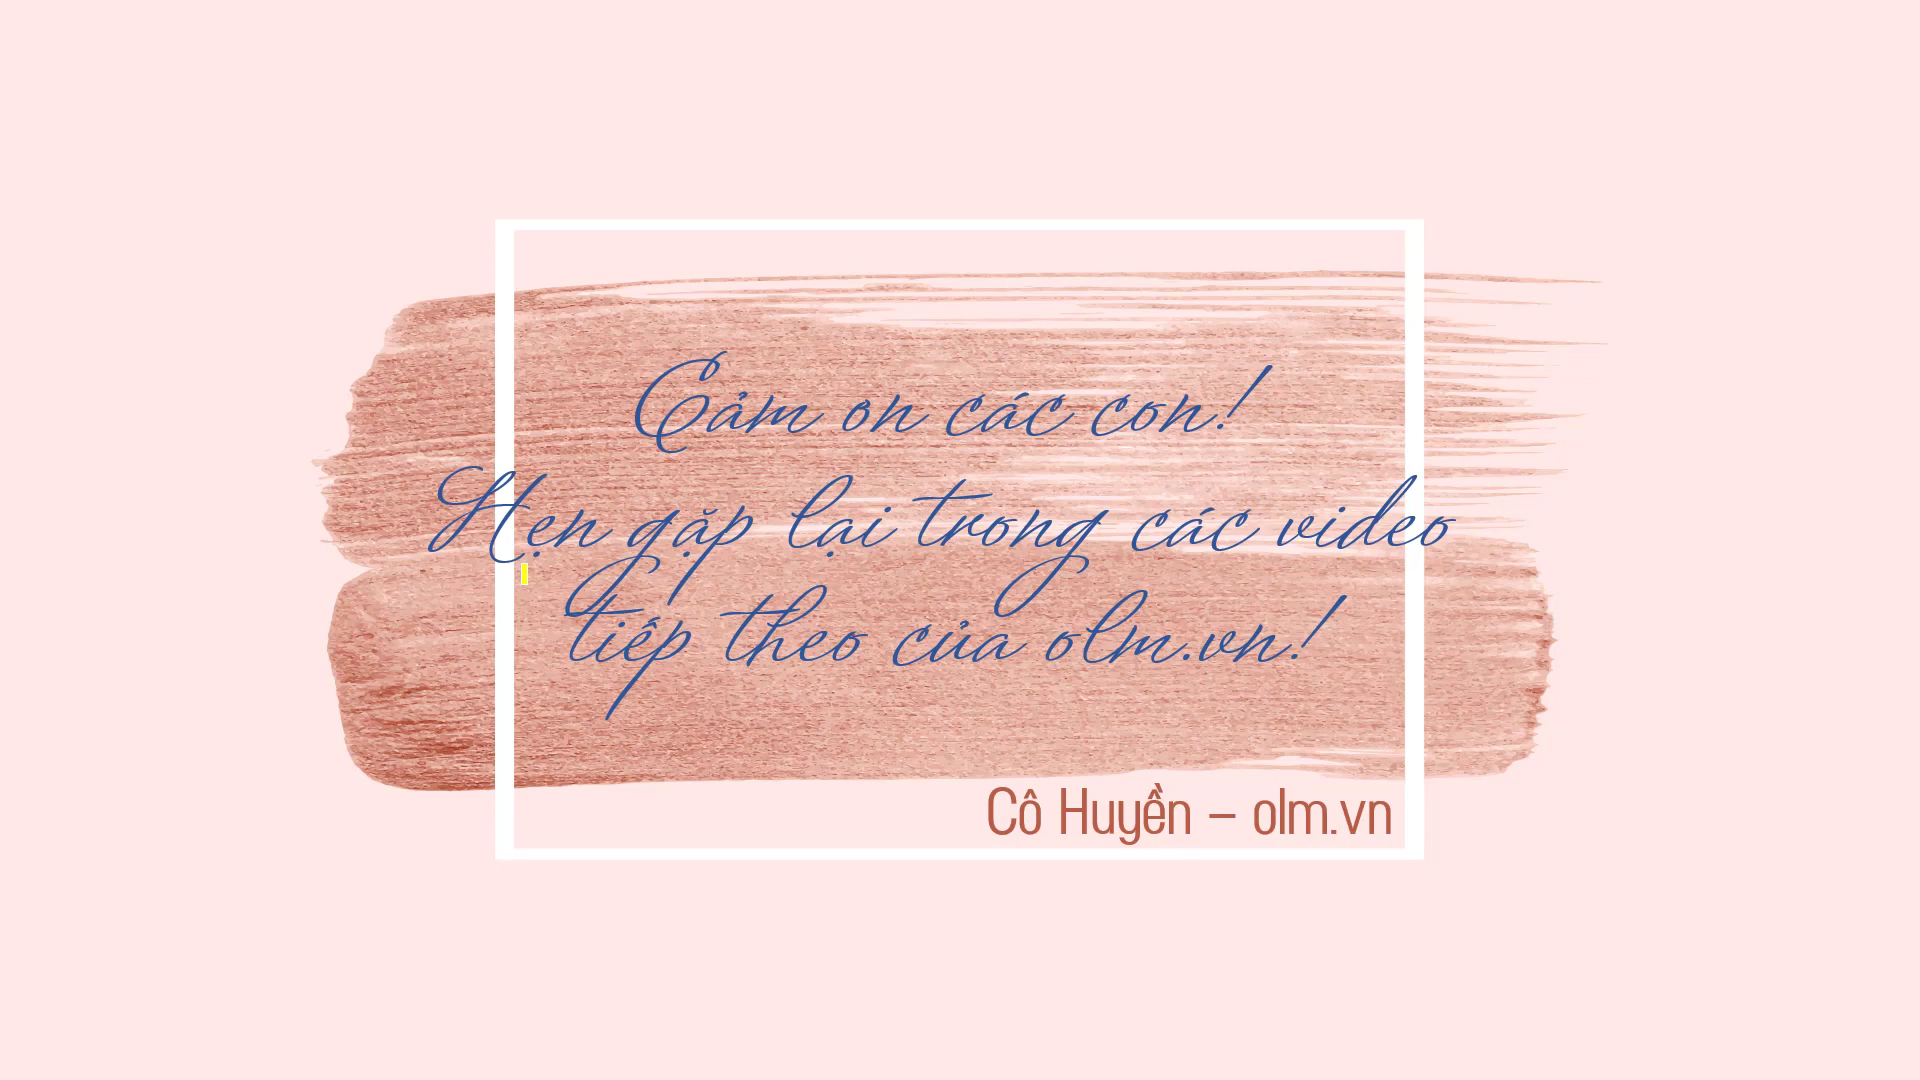 Cảm ơn các con!
Hẹn gặp lại trong các video
tiếp theo của olm.vn!
Cô Huyền – olm.vn